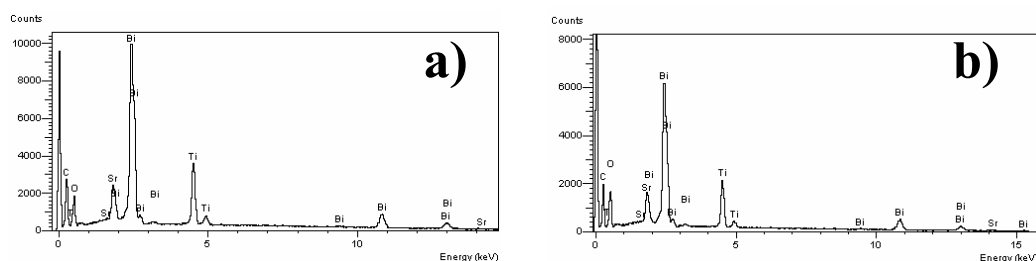 Counts
10000
8000
6000
4000
2000
0
C
O
Sr
Sr
Bi
Bi
Bi
Bi
Bi
Ti
Ti
Bi
Bi
Bi
Bi
Sr
0
5
10
Energy (keV)
a)
Counts
8000
6000
4000
2000
0
C
O
Sr
Sr
Bi
Bi
Bi
Bi
Bi
Ti
Ti
Bi
Bi
Bi
Bi
Sr
Bi
0
5
10
15
Energy (keV)
b)